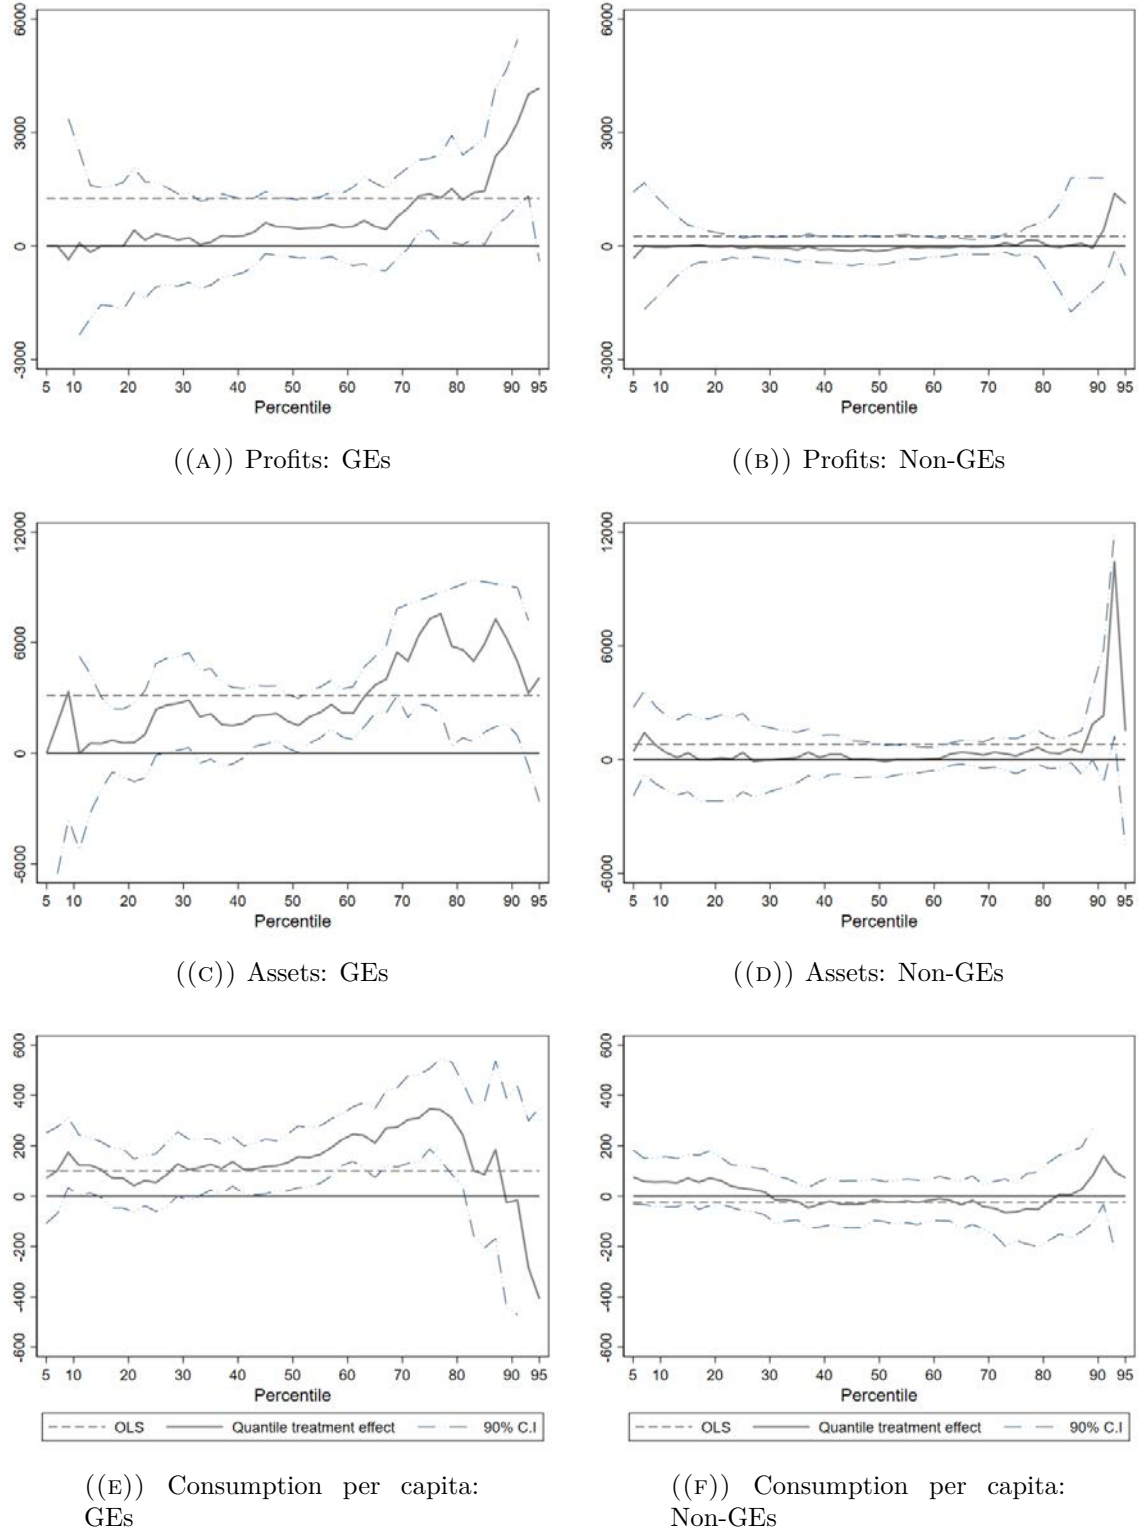 6000
3000
0
-3000
5 10 20 30 40 50 60 70 80 90 95
Percentile
((A)) Profits: GEs
6000
3000
0
-3000
5 10 20 30 40 50 60 70 80 90 95
Percentile
((B)) Profits: Non-GEs
12000
6000
0
-6000
5 10 20 30 40 50 60 70 80 90 95
Percentile
((C)) Assets: GEs
12000
6000
0
-6000
5 10 20 30 40 50 60 70 80 90 95
Percentile
((D)) Assets: Non-GEs
600
400
200
0
-200
-400
-600
5 10 20 30 40 50 60 70 80 90 95
Percentile
OLS Quantile treatment effect 90% C.I
((E)) Consumption per capita:
GEs
600
400
200
0
-200
-400
-600
5 10 20 30 40 50 60 70 80 90 95
Percentile
OLS Quantile treatment effect 90% C.I
((F)) Consumption per capita:
Non-GEs